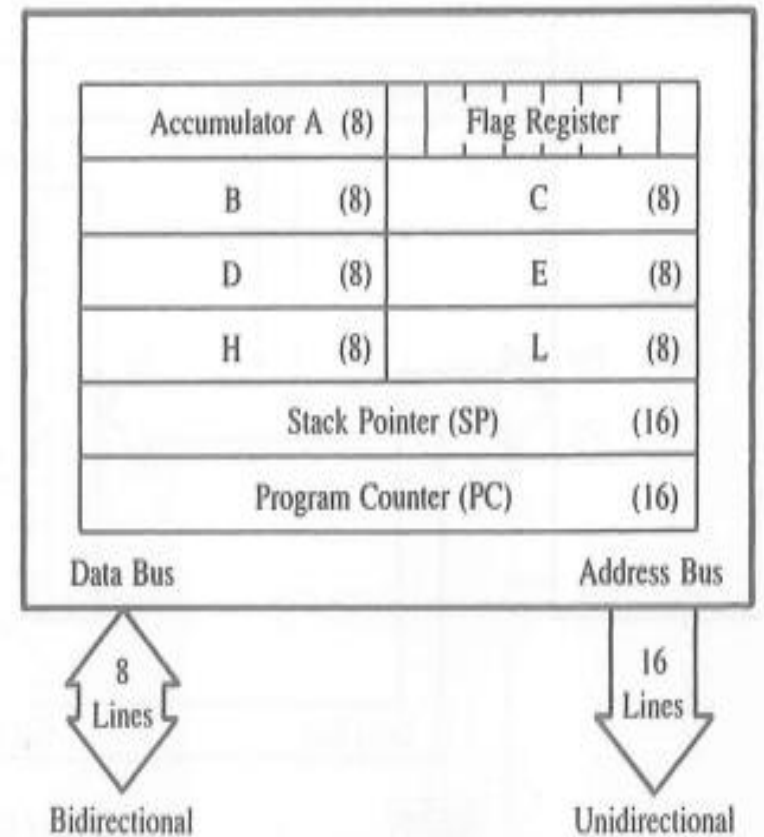 Accumulator A (8) Flag Register
B (8) C (8)
D (8) E (8)
H (8) L (8)
Stack Pointer (SP) (16)
Program Counter (PC) (16)
Data Bus Address Bus
8 16
Lines Lines
Bidirectional Unidirectional